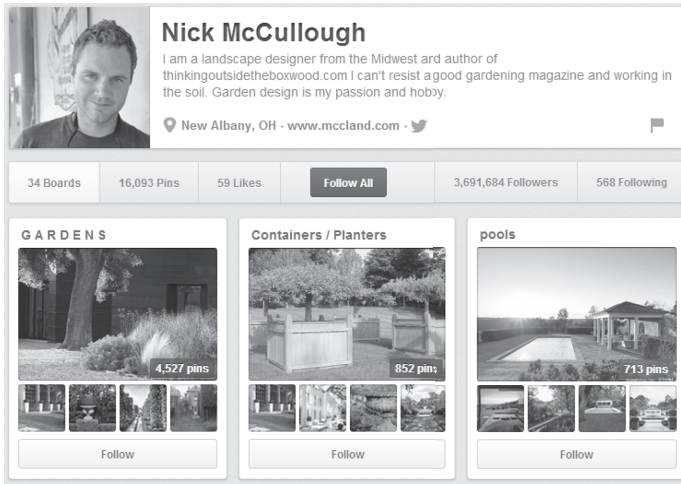 Nick McCullough
I am a landscape designer from the Midwest ard author of
thinkingoutsidetheboxwood.com I can't resist a good gardening magazine and working in
the soil. Garden design is my passion and hobby.
New Albany, OH · www.mccland.com ·
34 Boards 16,093 Pins 59 Likes Follow All 3,691,684 Followers 568 Following
GARDENS Containers / Planters pools
4,527 pins 852 pins 713 pins
Follow Follow Follow